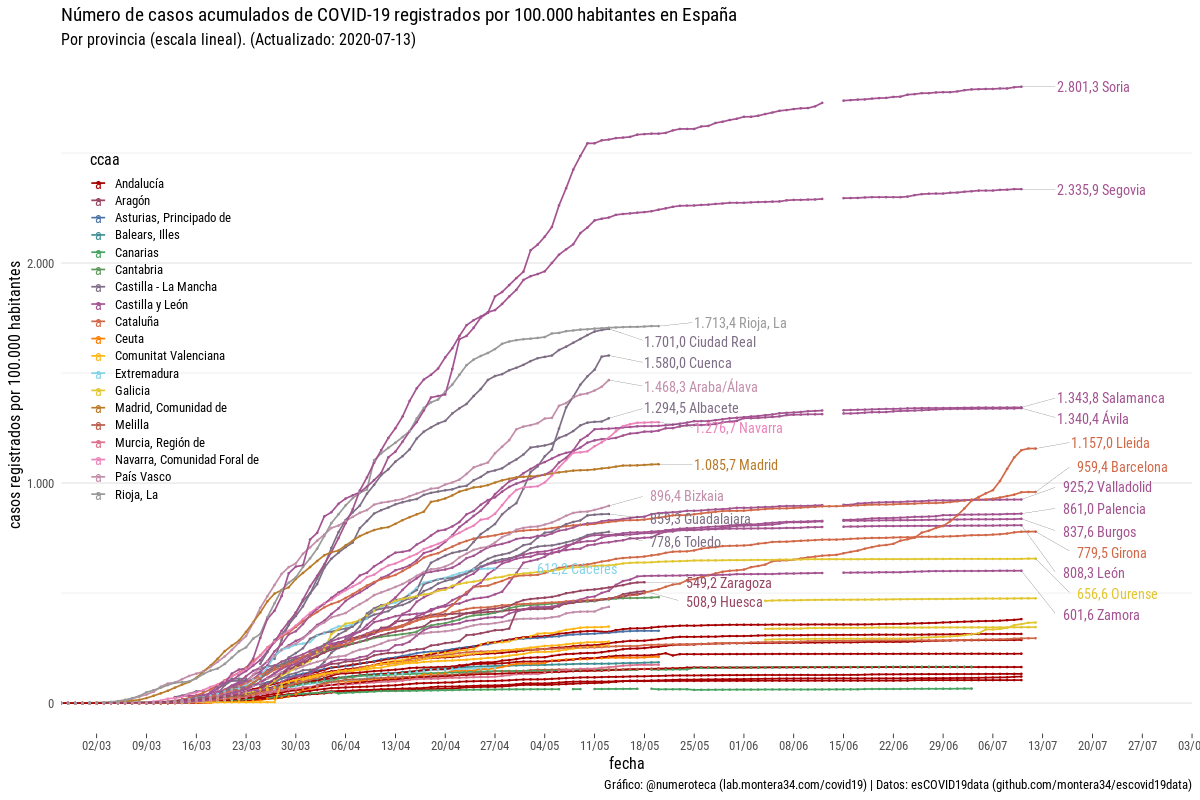 Número de casos acumulados de COVID-19 registrados por 100.000 habitantes en España
Por provincia (escala lineal). (Actualizado: 2020-07-13)
casos registrados por 100.000 habitantes
2.000
1.000
0
ccaa
Andalucía
Aragón
Asturias, Principado de
Balears, Illes
Canarias
Cantabria
Castilla - La Mancha
Castilla y León
Cataluña
Ceuta
Comunitat Valenciana
Extremadura
Galicia
Madrid, Comunidad de
Melilla
Murcia, Región de
Navarra, Comunidad Foral de
País Vasco
Rioja, La
2.801,3 Soria
2.335,9 Segovia
1.713,4 Rioja, La
1.701,0 Ciudad Real
1.580,0 Cuenca
1.468,3 Araba/Álava
1.294,5 Albacete
1.276,7 Navarra
1.085,7 Madrid
896,4 Bizkaia
859,3 Guadalajara
778,6 Toledo
612,2 Cáceres
549,2 Zaragoza
508,9 Huesca
1.343,8 Salamanca
1.340,4 Ávila
1.157,0 Lleida
959,4 Barcelona
925,2 Valladolid
861,0 Palencia
837,6 Burgos
779,5 Girona
808,3 León
656,6 Ourense
601,6 Zamora
02/03 09/03 16/03 23/03 30/03 06/04 13/04 20/04 27/04 04/05 11/05 18/05 25/05 01/06 08/06 15/06 22/06 29/06 06/07 13/07 20/07 27/07 03/0
fecha
Gráfico: @numeroteca (lab.montera34.com/covid19) | Datos: esCOVID19data (github.com/montera34/escovid19data)